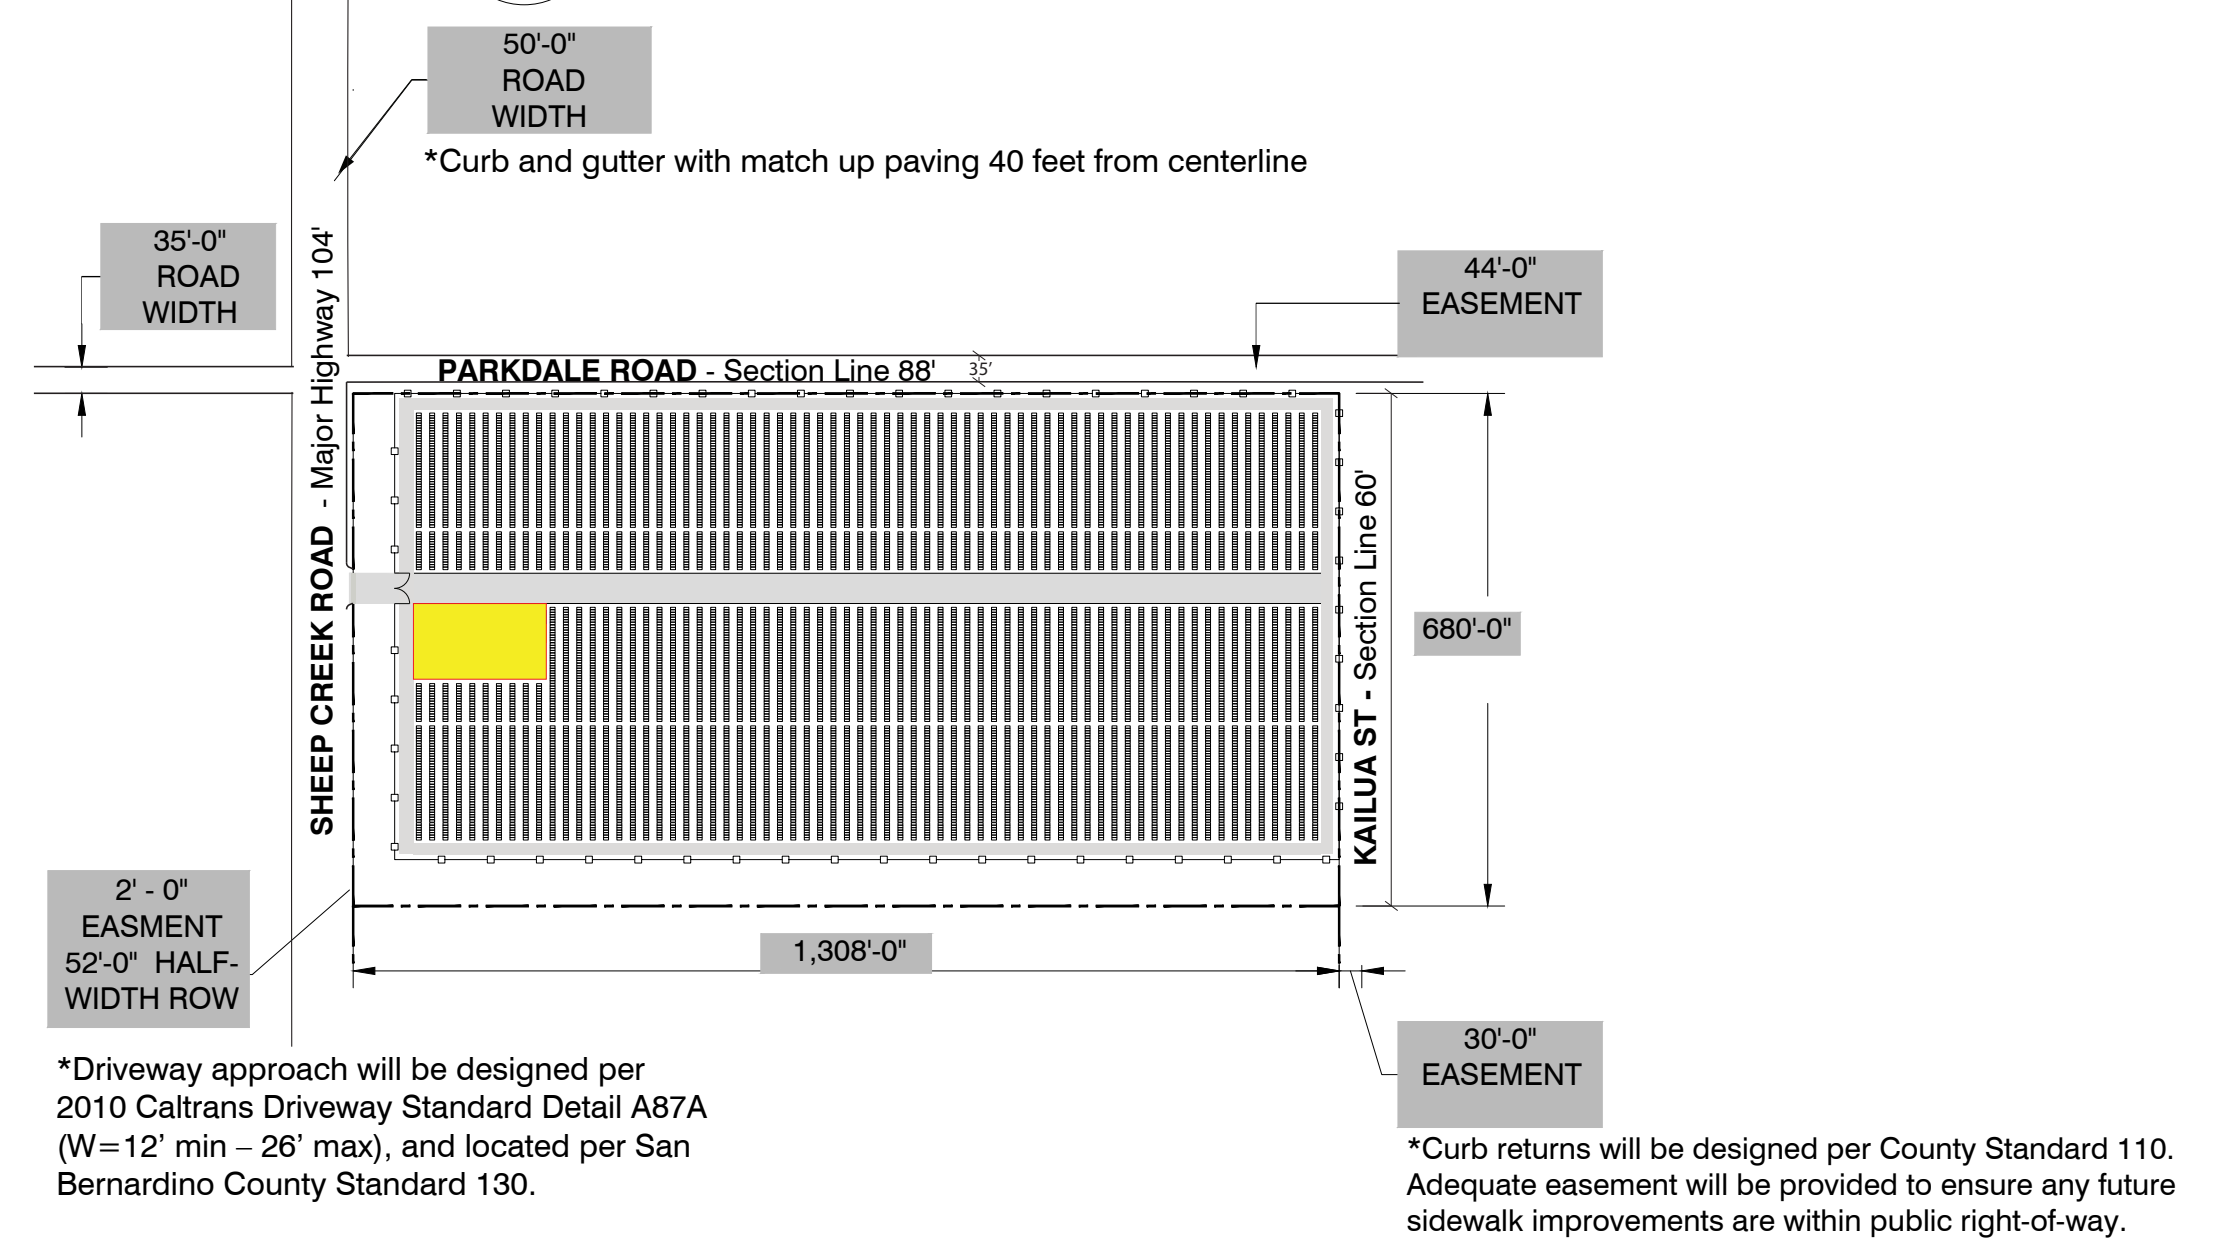 50'-0"
ROAD
WIDTH
*Curb and gutter with match up paving 40 feet from centerline
35'-0"
ROAD
WIDTH
44'-0"
EASEMENT
PARKDALE ROAD - Section Line 88'
35'
SHEEP CREEK ROAD - Major Highway 104'
KAILUA ST - Section Line 60'
680'-0"
2' - 0"
EASMENT
52'-0" HALF-
WIDTH ROW
1,308'-0"
30'-0"
EASEMENT
*Driveway approach will be designed per
2010 Caltrans Driveway Standard Detail A87A
(W=12’ min – 26’ max), and located per San
Bernardino County Standard 130.
*Curb returns will be designed per County Standard 110.
Adequate easement will be provided to ensure any future
sidewalk improvements are within public right-of-way.